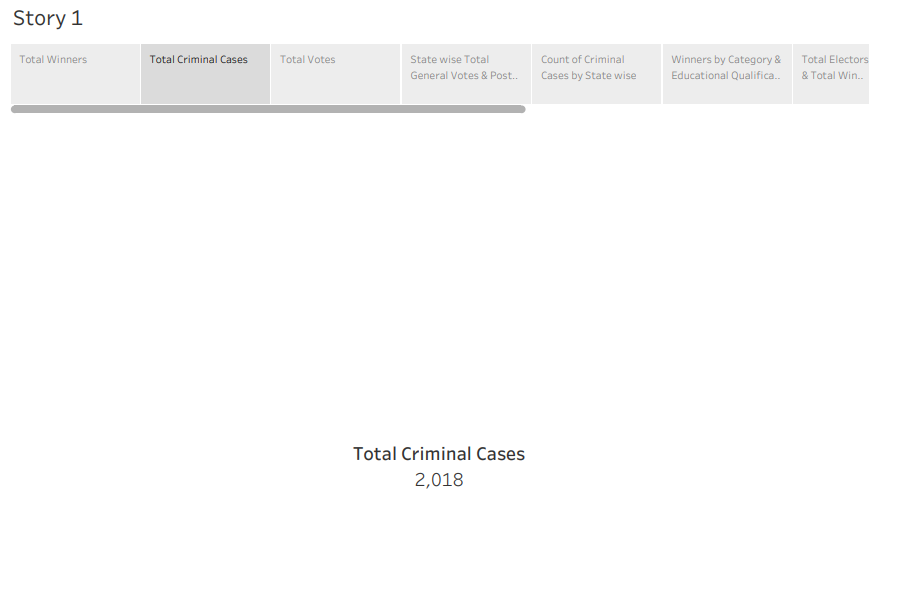 Story 1
Total Winners
Total Criminal Cases
Total Votes
State wise Total
General Votes & Post..
Count of Criminal
Cases by State wise
Winners by Category &
Educational Qualifica..
Total Electors
& Total Win..
Total Criminal Cases
2,018